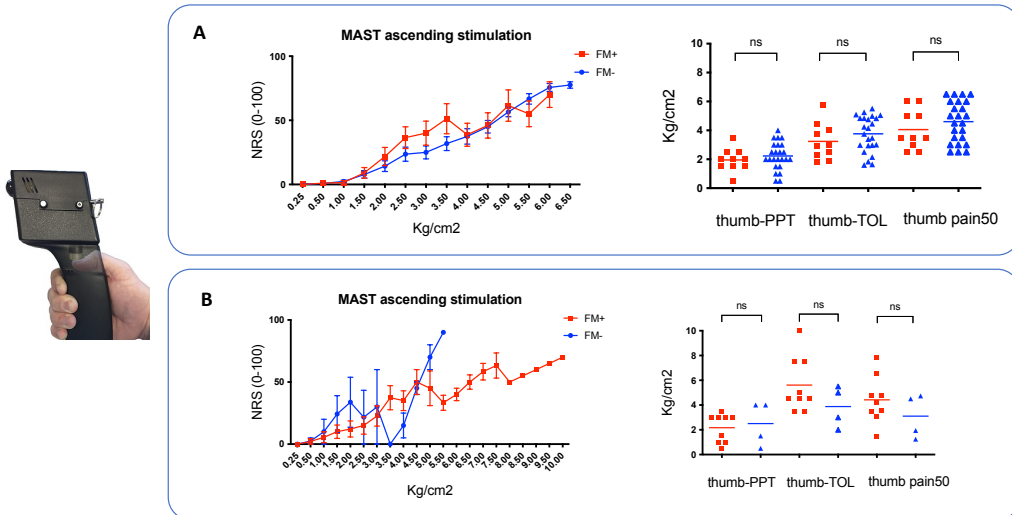 A
MAST ascending stimulation
FM+
FM-
NRS (0-100)
100
50
0
0.25
0.50
1.00
1.50
2.00
2.50
3.00
3.50
4.00
4.50
5.00
5.50
6.00
6.50
Kg/cm2
ns
ns
ns
Kg/cm2
10
8
6
4
2
0
thumb-PPT
thumb-TOL
thumb pain50
B
MAST ascending stimulation
FM+
FM-
NRS (0-100)
100
50
0
0.25
0.50
1.00
1.50
2.00
2.50
3.00
3.50
4.00
4.50
5.00
5.50
6.00
6.50
7.00
7.50
8.00
8.50
9.00
9.50
10.00
Kg/cm2
ns
ns
ns
Kg/cm2
10
8
6
4
2
0
thumb-PPT
thumb-TOL
thumb pain50